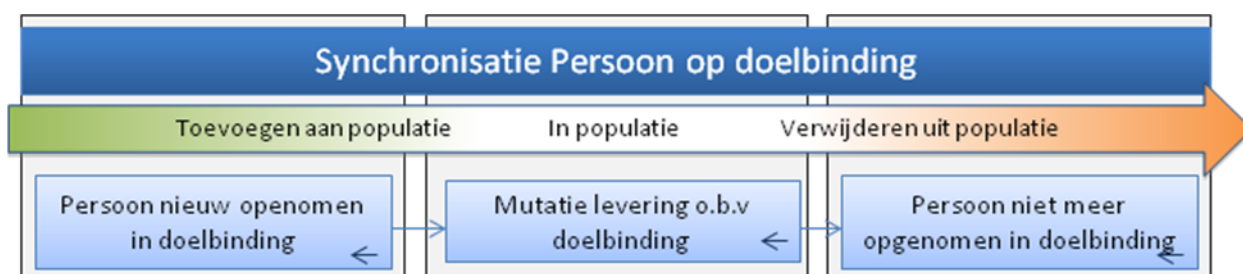 Synchronisatie Persoon op doelbinding
Toevoegen aan populatie In populatie Verwijderen uit populatie
Persoon nieuw openomen
in doelbinding
Mutatie levering o.b.v
doelbinding
Persoon niet meer
opgenomen in doelbinding